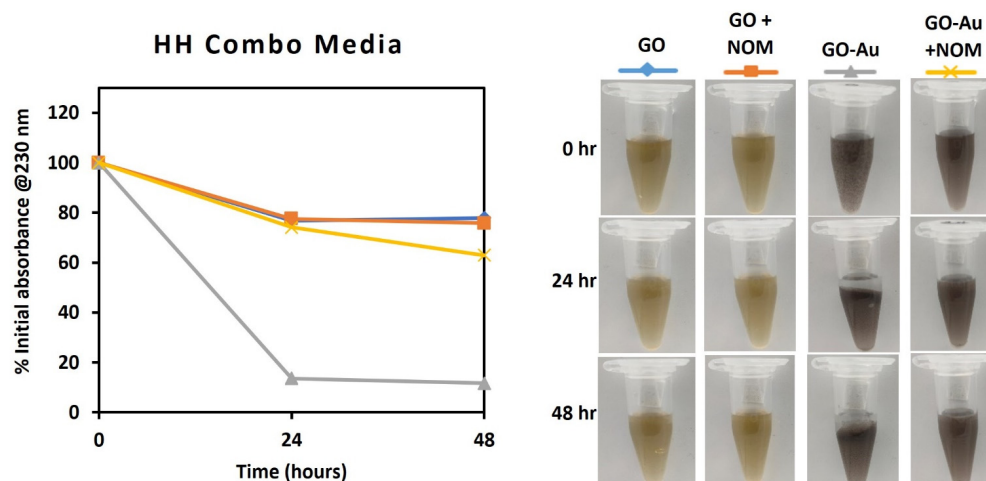 HH Combo Media
% Initial absorbance @230 nm
120
100
80
60
40
20
0
0
24
48
Time (hours)
GO
GO +
NOM
GO-Au
GO-Au
+NOM
0 hr
24 hr
48 hr